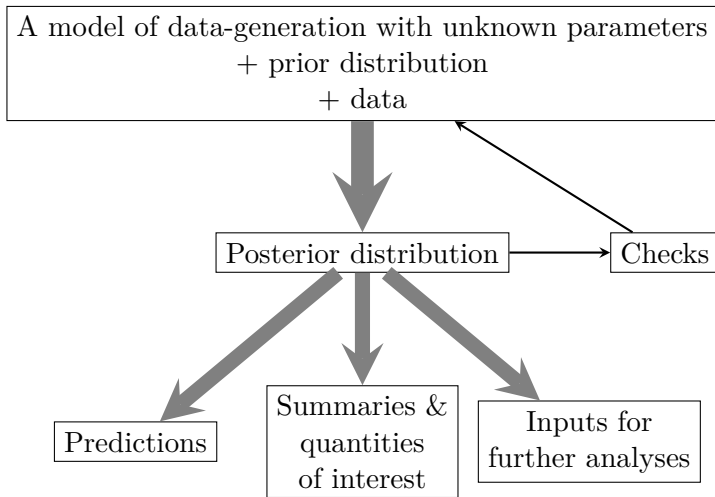 A model of data-generation with unknown parameters
+ prior distribution
+ data
Posterior distribution
Checks
Predictions
Summaries &
quantities
of interest
Inputs for
further analyses